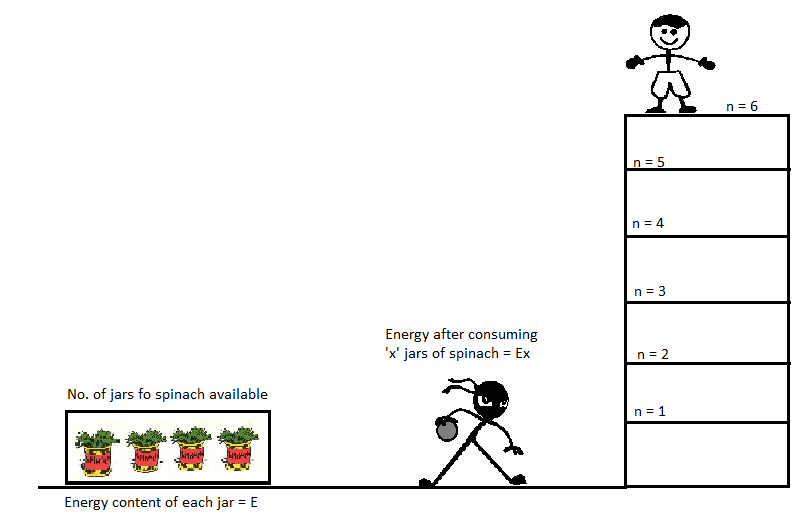 n = 6
n = 5
n = 4
n = 3
Energy after consuming
'x' jars of spinach = Ex
n = 2
No. of jars fo spinach available
n = 1
Energy content of each jar = E